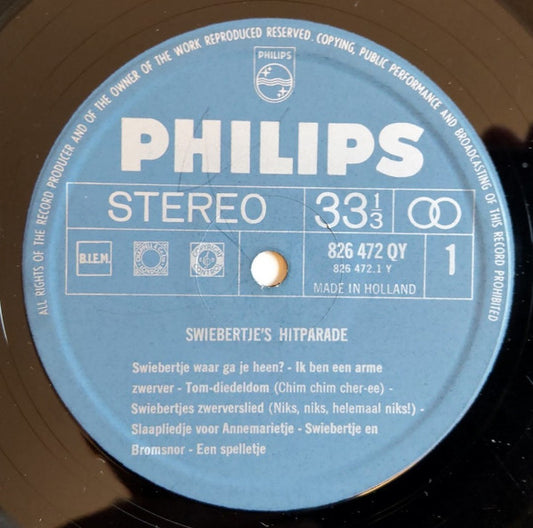 ALL RIGHTS OF THE RECORD PRODUCER AND OF THE OWNER OF THE WORK REPRODUCED RESERVED. COPYING, PUBLIC PERFORMANCE AND BROADCASTING OF THIS RECORD PROHIBITED
PHILIPS
PHILIPS
STEREO 33 1/3
B.I.E.M. 826 472 QY 1
826 472.1 Y
MADE IN HOLLAND
SWIEBERTJE'S HITPARADE
Swiebertje waar ga je heen? - Ik ben een arme
zwerver - Tom-diedeldom (Chim chim cher-ee) -
Swiebertjes zwerverslied (Niks, niks, helemaal niks!) -
Slaapliedje voor Annemarietje - Swiebertje en
Bromsnor - Een spelletje